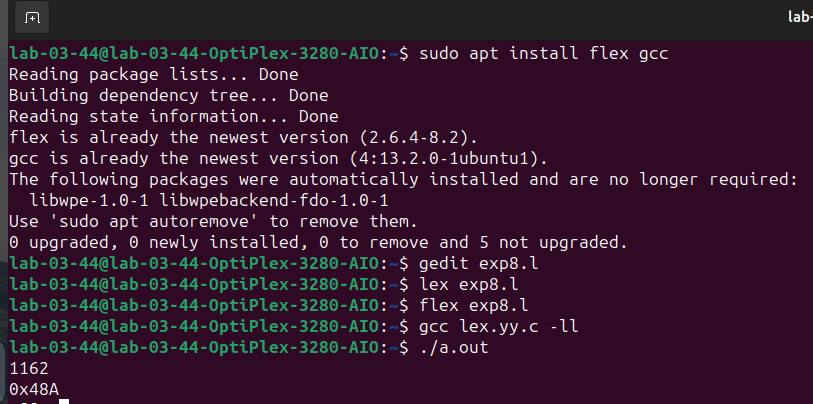 lab-
lab-03-44@lab-03-44-OptiPlex-3280-AIO:~$ sudo apt install flex gcc
Reading package lists... Done
Building dependency tree... Done
Reading state information... Done
flex is already the newest version (2.6.4-8.2).
gcc is already the newest version (4:13.2.0-1ubuntu1).
The following packages were automatically installed and are no longer required:
  libwpe-1.0-1 libwpebackend-fdo-1.0-1
Use 'sudo apt autoremove' to remove them.
0 upgraded, 0 newly installed, 0 to remove and 5 not upgraded.
lab-03-44@lab-03-44-OptiPlex-3280-AIO:~$ gedit exp8.l
lab-03-44@lab-03-44-OptiPlex-3280-AIO:~$ lex exp8.l
lab-03-44@lab-03-44-OptiPlex-3280-AIO:~$ flex exp8.l
lab-03-44@lab-03-44-OptiPlex-3280-AIO:~$ gcc lex.yy.c -ll
lab-03-44@lab-03-44-OptiPlex-3280-AIO:~$ ./a.out
1162
0x48A